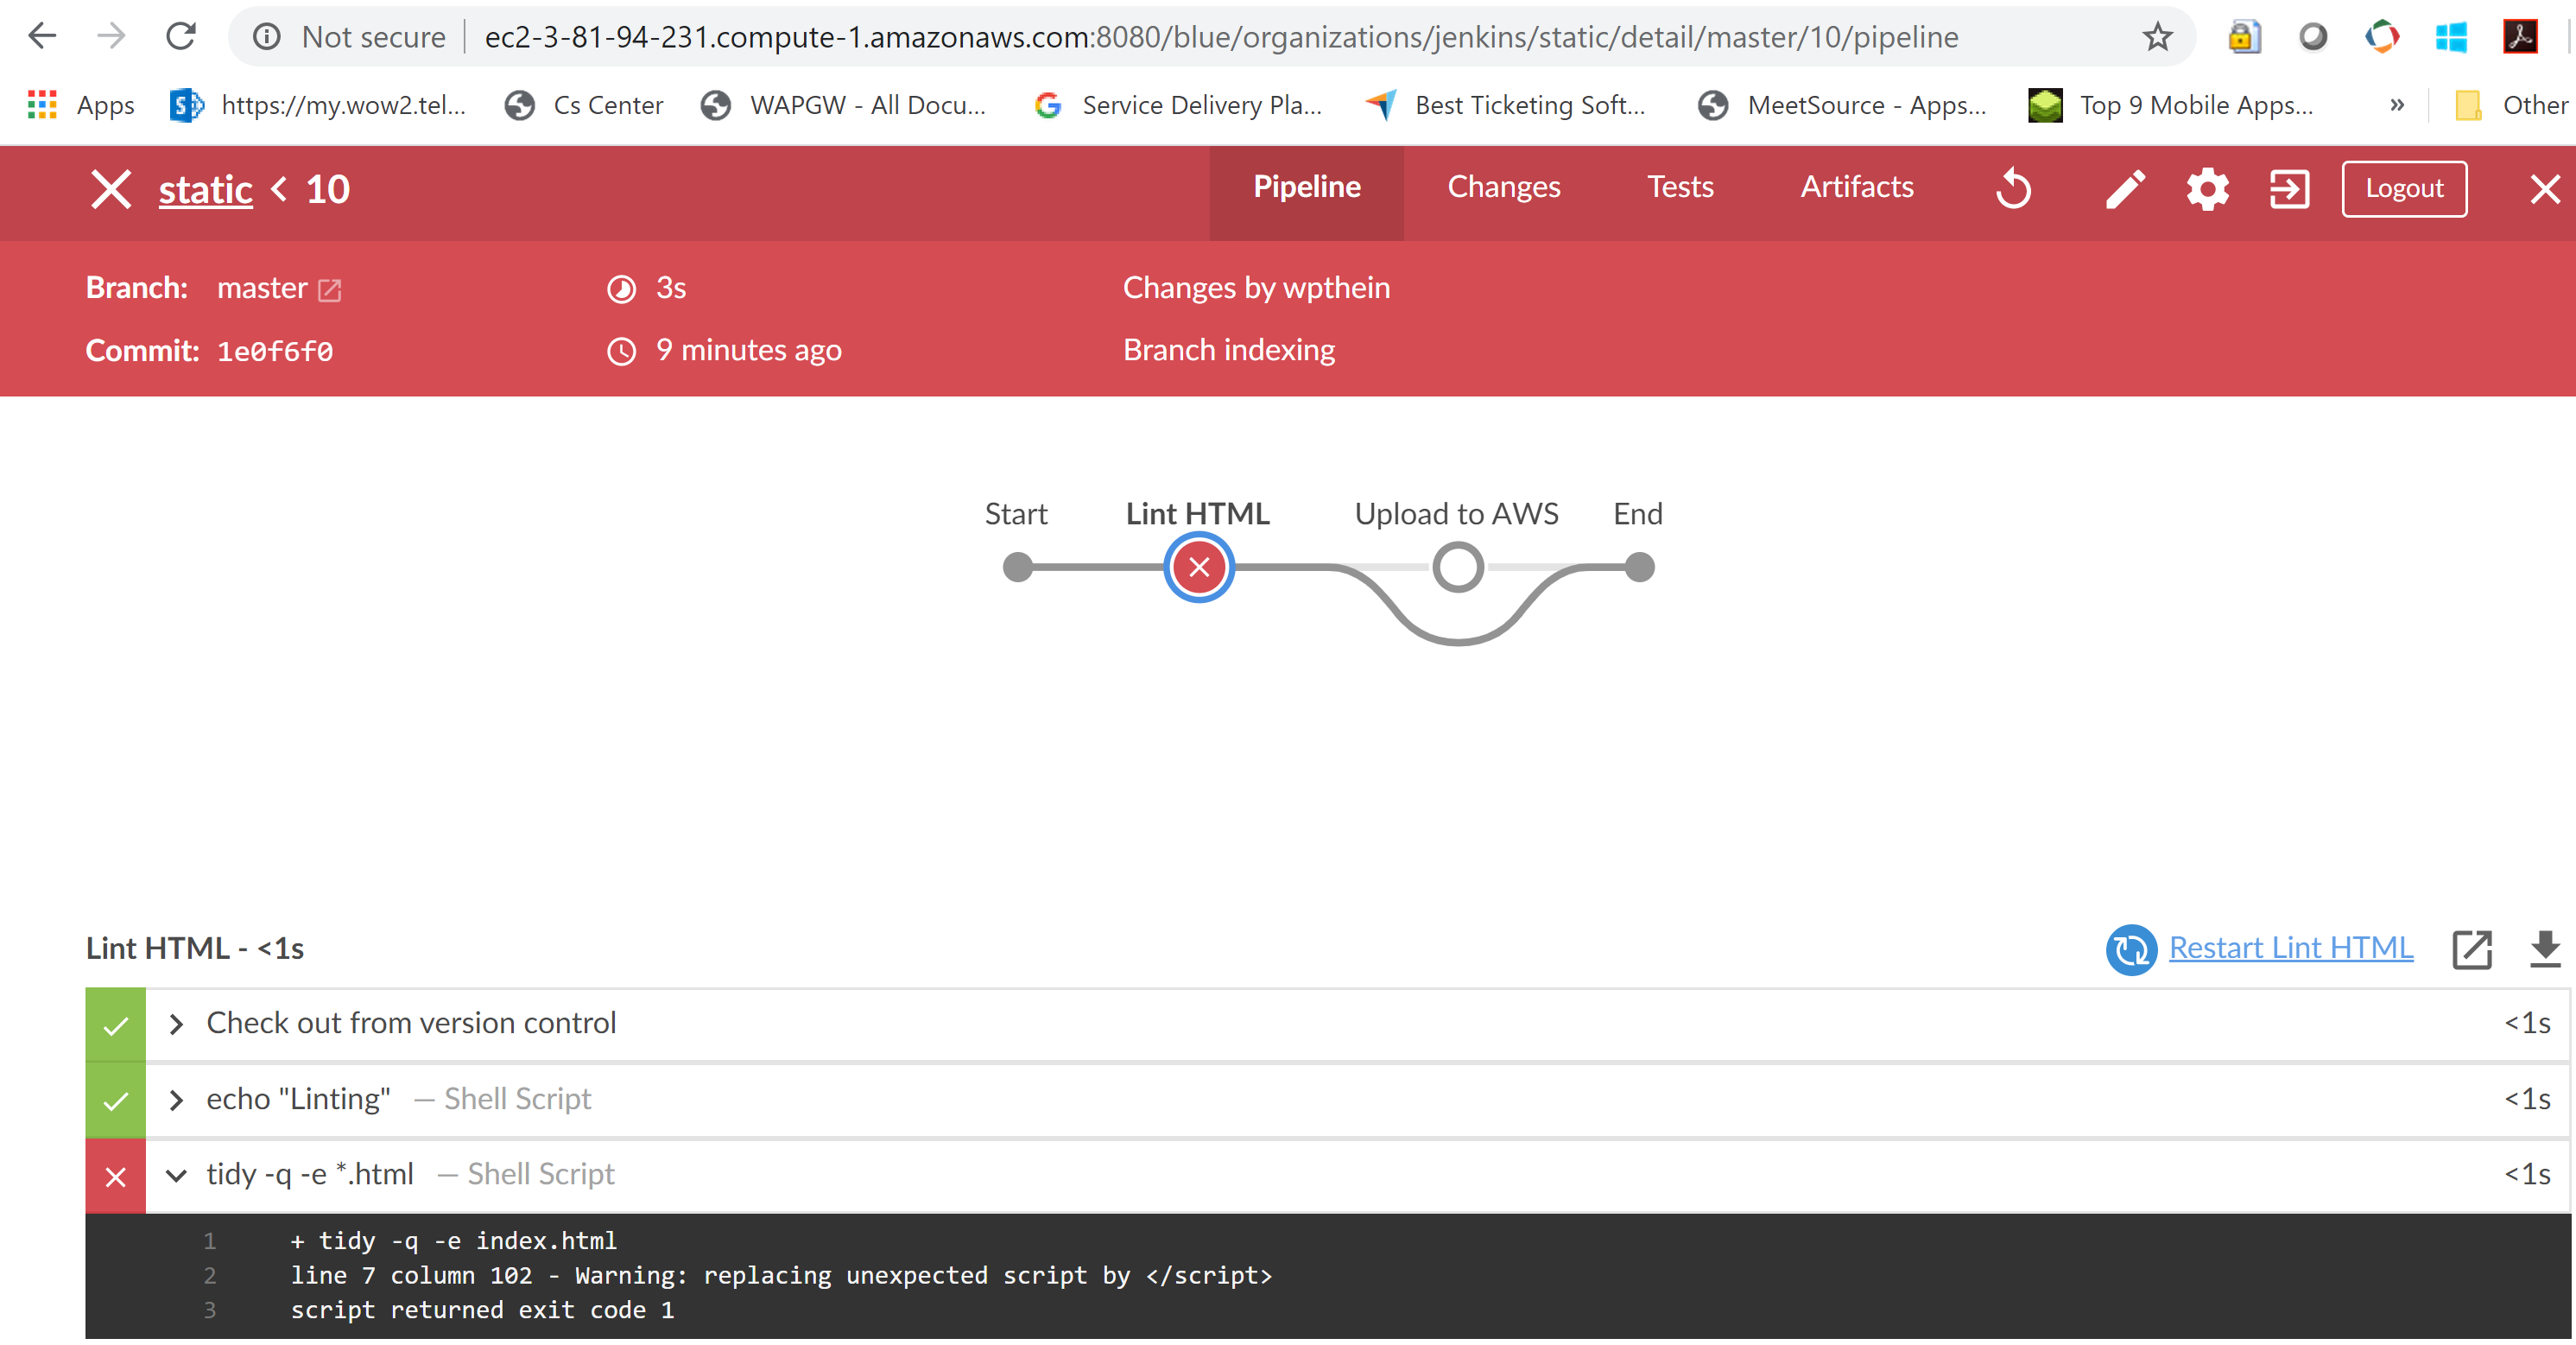 Not secure ec2-3-81-94-231.compute-1.amazonaws.com:8080/blue/organizations/jenkins/static/detail/master/10/pipeline
Apps https://my.wow2.tel... Cs Center WAPGW - All Docu... Service Delivery Pla... Best Ticketing Soft... MeetSource - Apps... Top 9 Mobile Apps... » Other
static < 10 Pipeline Changes Tests Artifacts Logout
Branch: master 3s Changes by wpthein
Commit: 1e0f6f0 9 minutes ago Branch indexing
Start Lint HTML Upload to AWS End
Lint HTML - <1s Restart Lint HTML
Check out from version control <1s
echo "Linting" — Shell Script <1s
tidy -q -e *.html — Shell Script <1s
1 + tidy -q -e index.html
2 line 7 column 102 - Warning: replacing unexpected script by </script>
3 script returned exit code 1